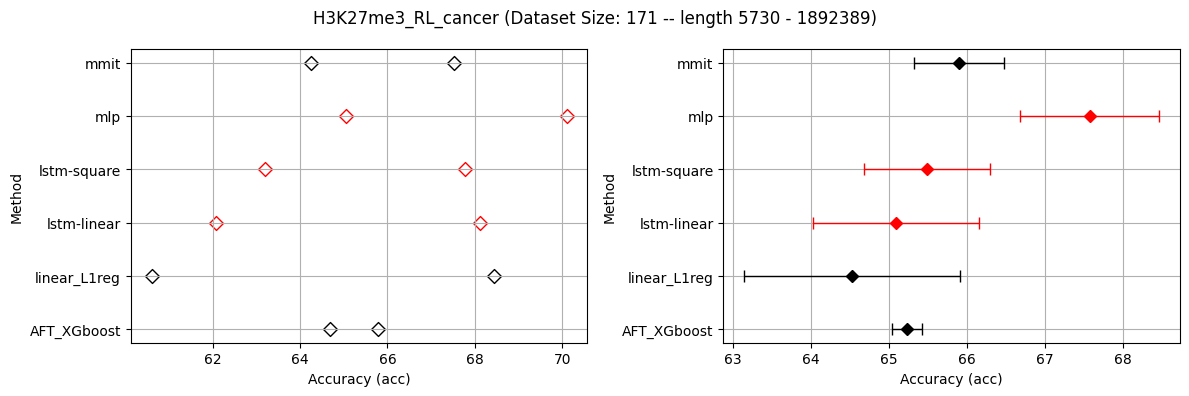 H3K27me3_RL_cancer (Dataset Size: 171 -- length 5730 - 1892389)
Method
mmit
mlp
lstm-square
lstm-linear
linear_L1reg
AFT_XGboost
62 64 66 68 70
Accuracy (acc)
Method
mmit
mlp
lstm-square
lstm-linear
linear_L1reg
AFT_XGboost
63 64 65 66 67 68
Accuracy (acc)